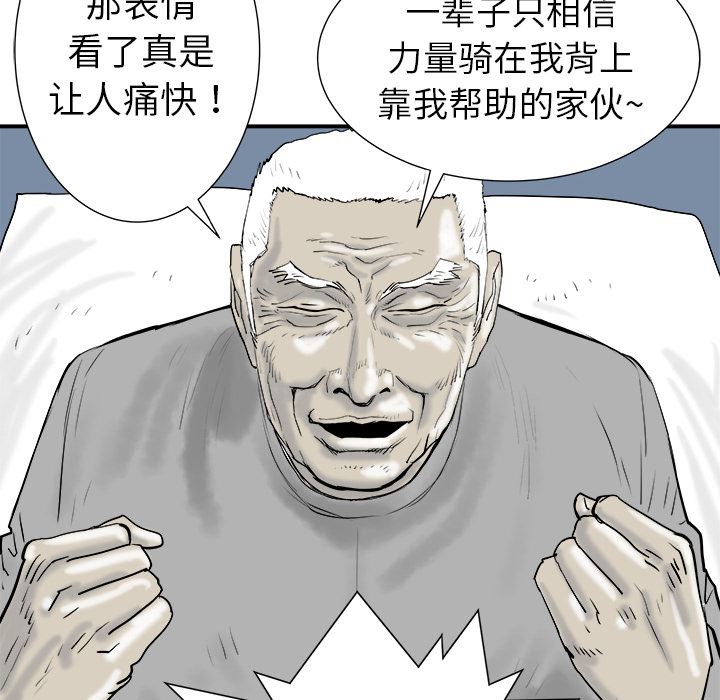 那表情
看了真是
让人痛快！
一辈子只相信
力量骑在我背上
靠我帮助的家伙~